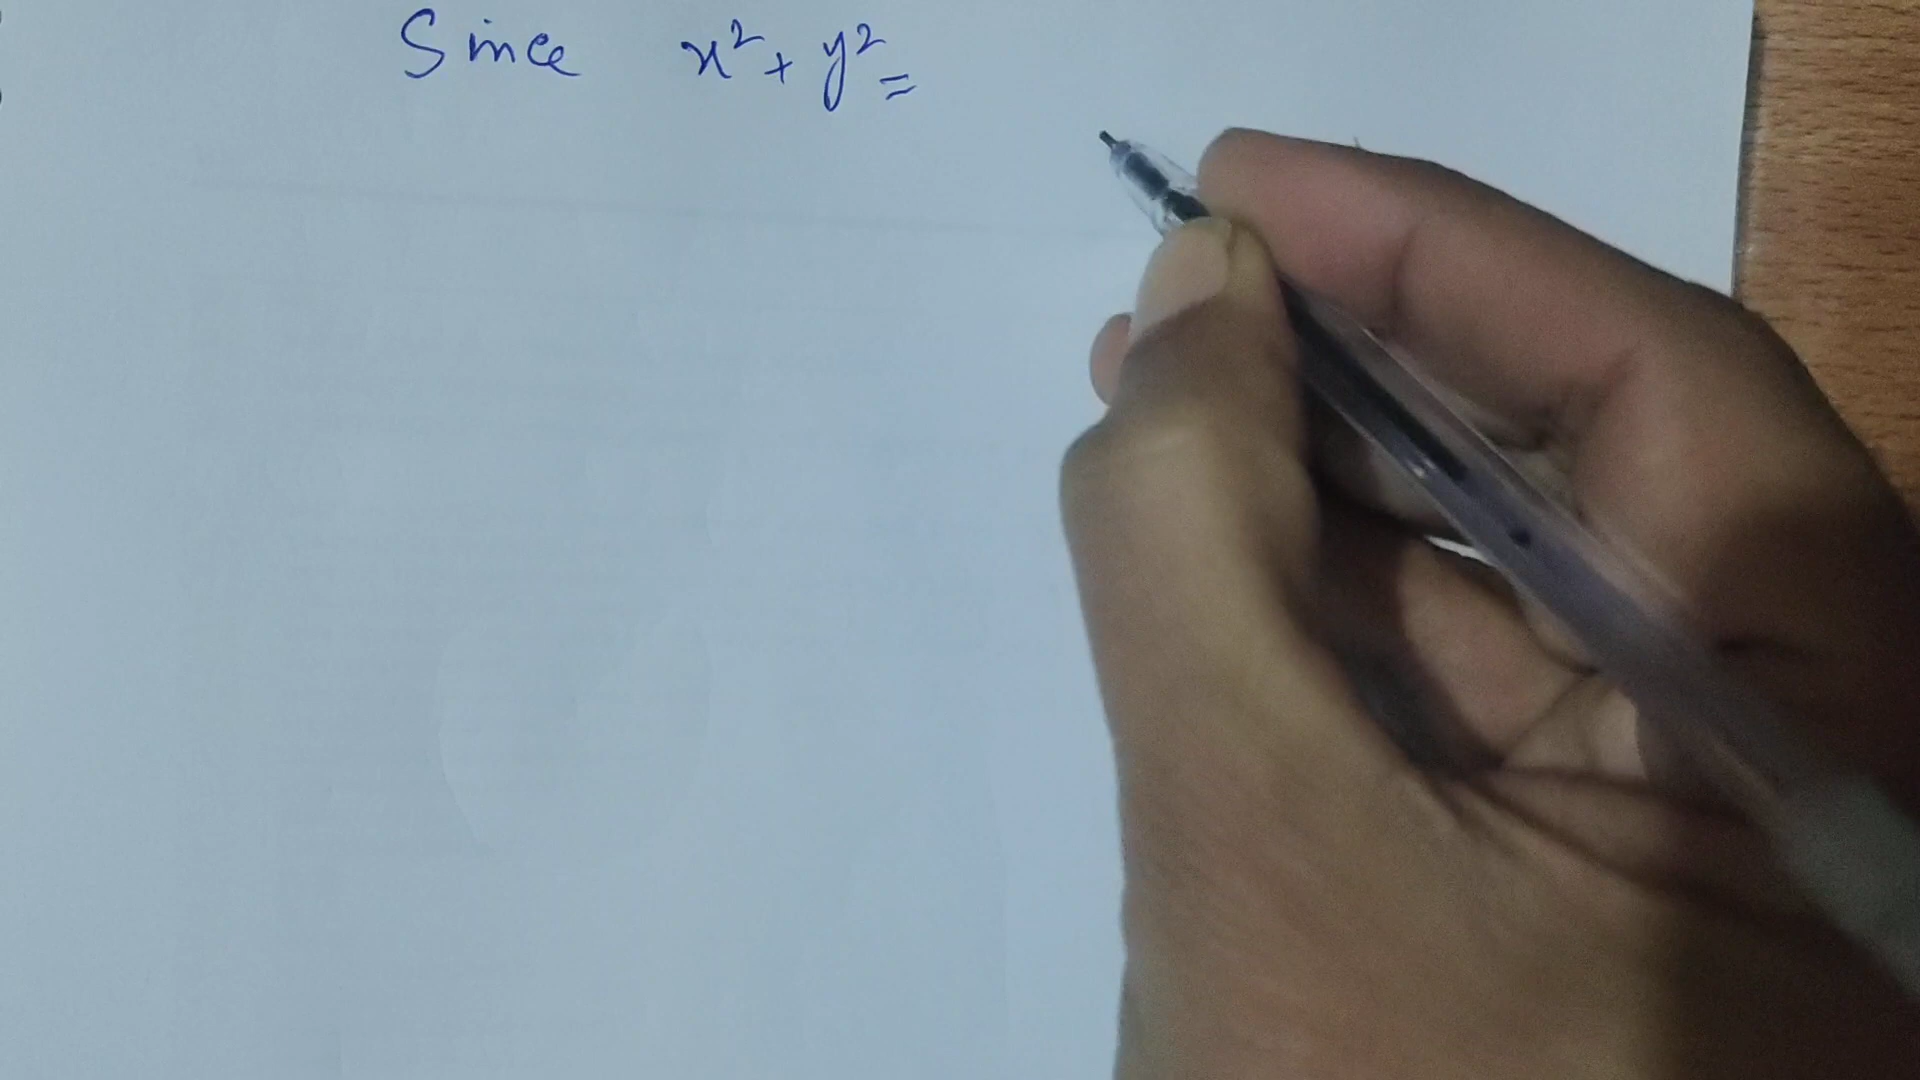 Since x² + y² =